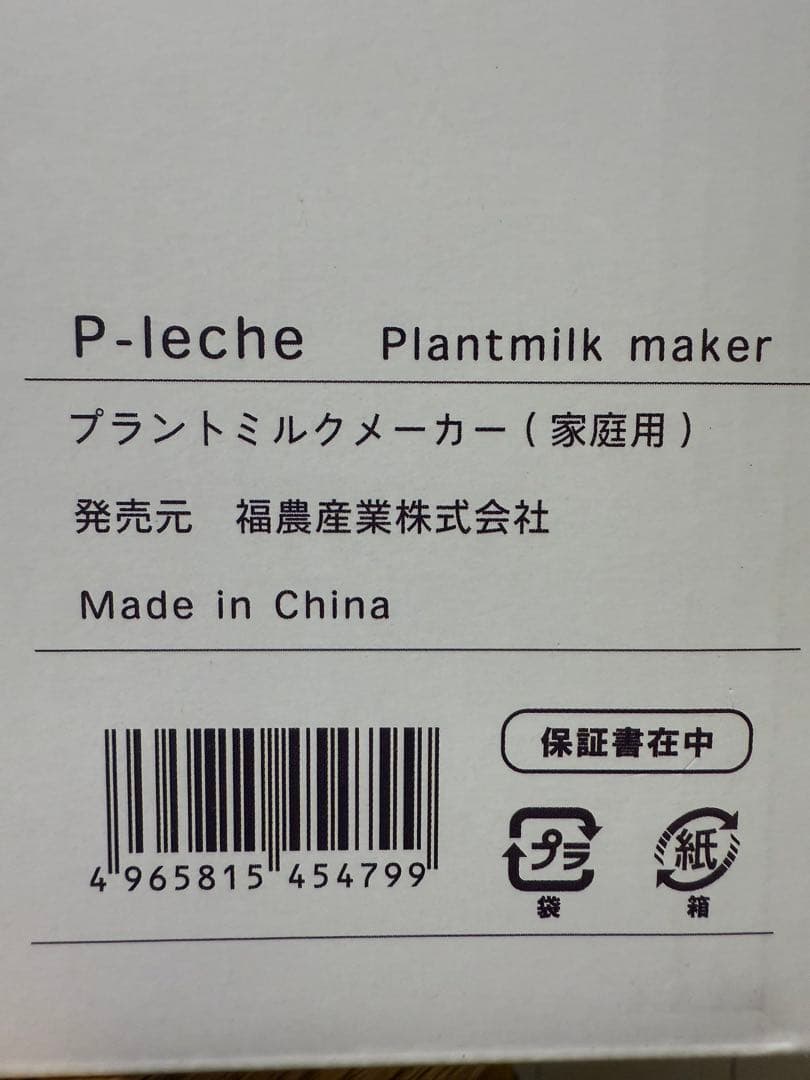 P-leche Plantmilk maker
プラントミルクメーカー(家庭用)
発売元 福農産業株式会社
Made in China
保証書在中
4 965815 454799
プラ 紙
袋 箱